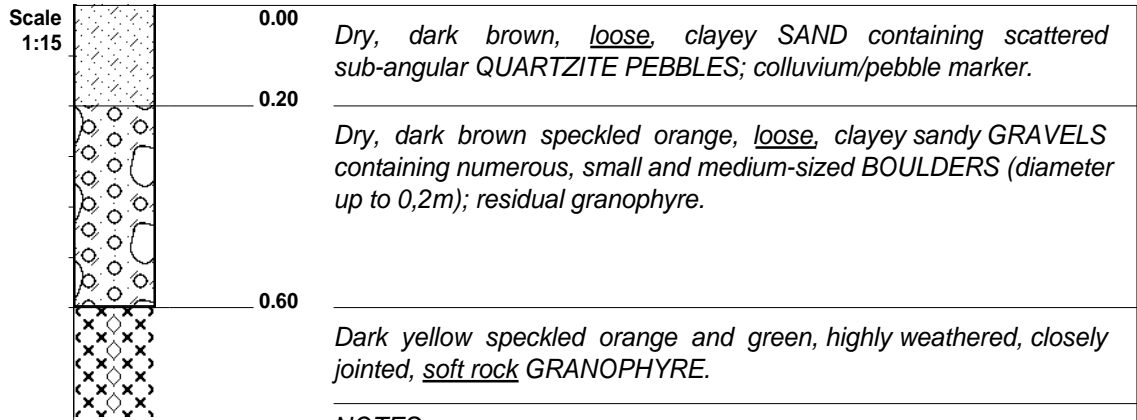 Scale
1:15
0.00
Dry, dark brown, loose, clayey SAND containing scattered
sub-angular QUARTZITE PEBBLES; colluvium/pebble marker.
0.20
Dry, dark brown speckled orange, loose, clayey sandy GRAVELS
containing numerous, small and medium-sized BOULDERS (diameter
up to 0,2m); residual granophyre.
0.60
Dark yellow speckled orange and green, highly weathered, closely
jointed, soft rock GRANOPHYRE.
NOTES